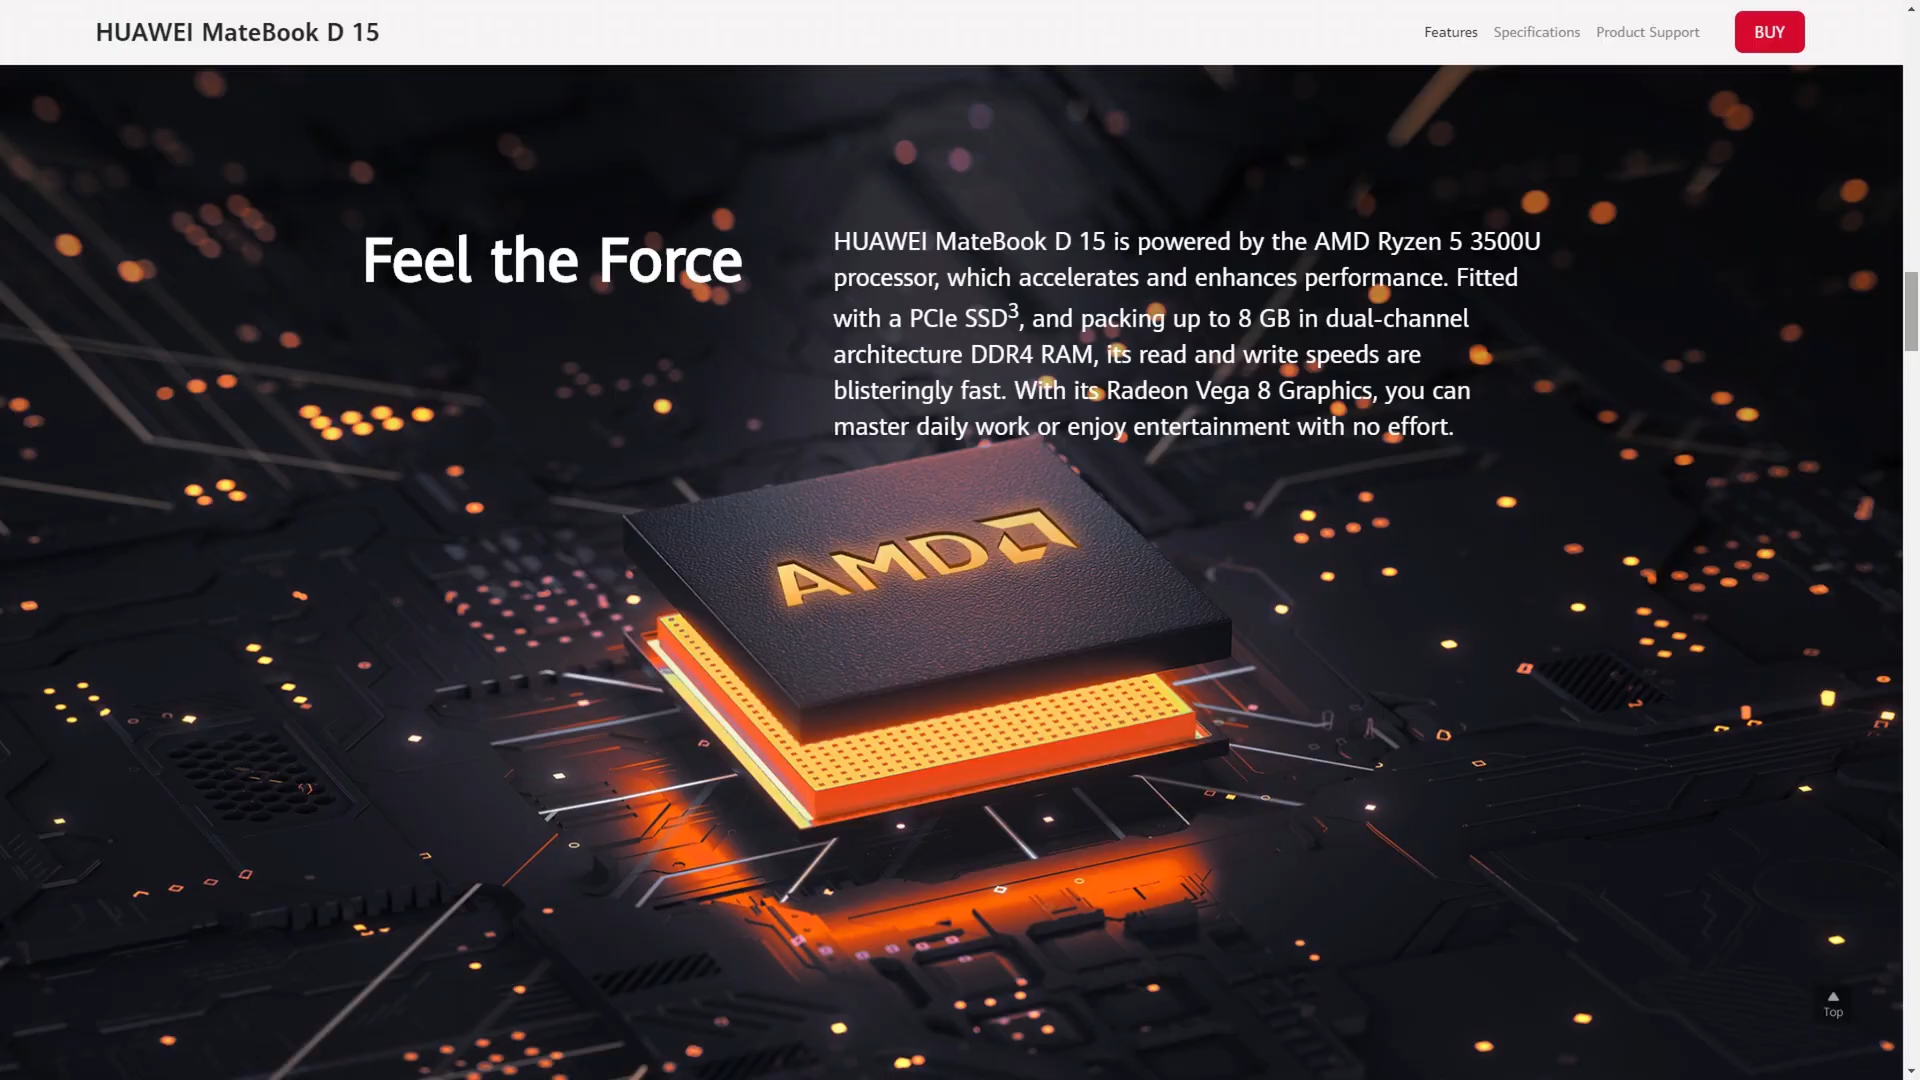 HUAWEI MateBook D 15
Features
Specifications
Product Support
BUY
Feel the Force
HUAWEI MateBook D 15 is powered by the AMD Ryzen 5 3500U
processor, which accelerates and enhances performance. Fitted
with a PCIe SSD3, and packing up to 8 GB in dual-channel
architecture DDR4 RAM, its read and write speeds are
blisteringly fast. With its Radeon Vega 8 Graphics, you can
master daily work or enjoy entertainment with no effort.
AMD
Top